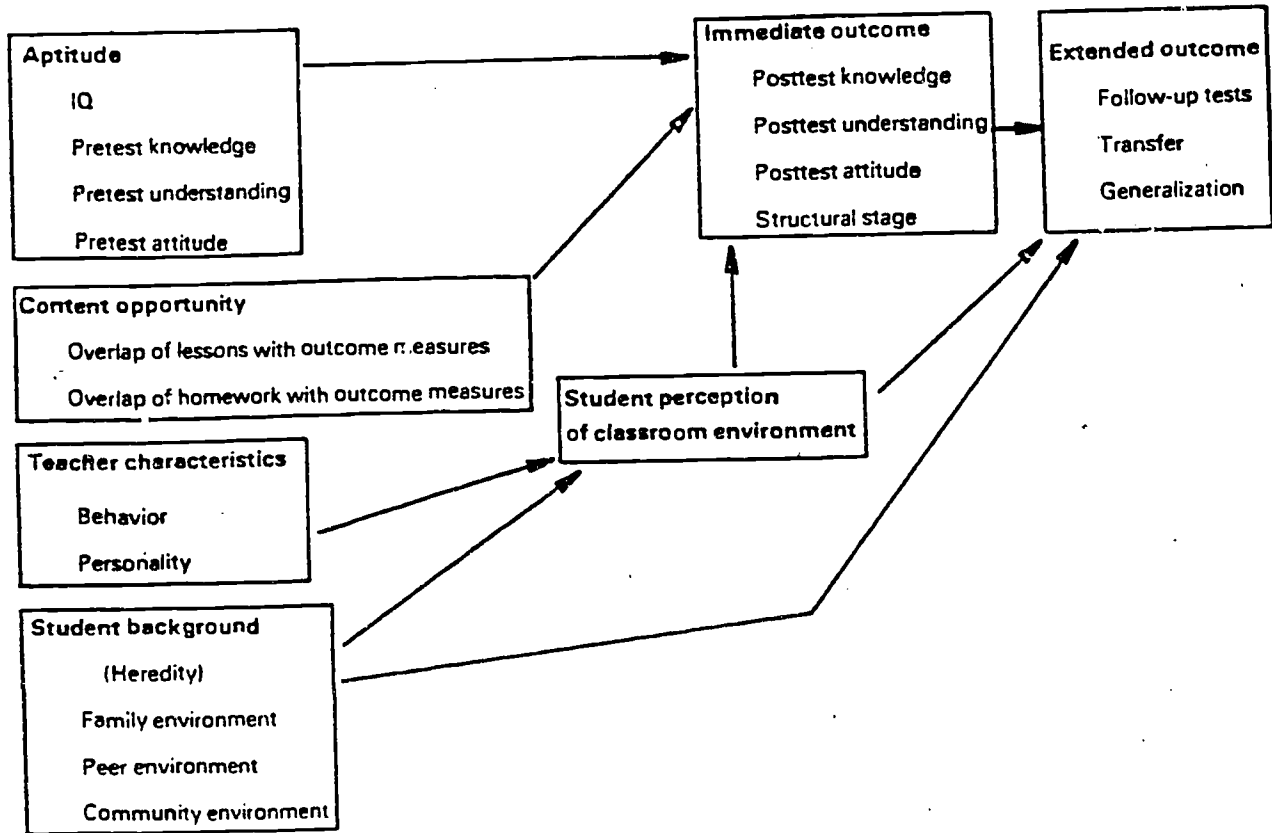 Aptitude
IQ
Pretest knowledge
Pretest understanding
Pretest attitude
Content opportunity
Overlap of lessons with outcome measures
Overlap of homework with outcome measures
Teacher characteristics
Behavior
Personality
Student background
(Heredity)
Family environment
Peer environment
Community environment
Student perception
of classroom environment
Immediate outcome
Posttest knowledge
Posttest understanding
Posttest attitude
Structural stage
Extended outcome
Follow-up tests
Transfer
Generalization